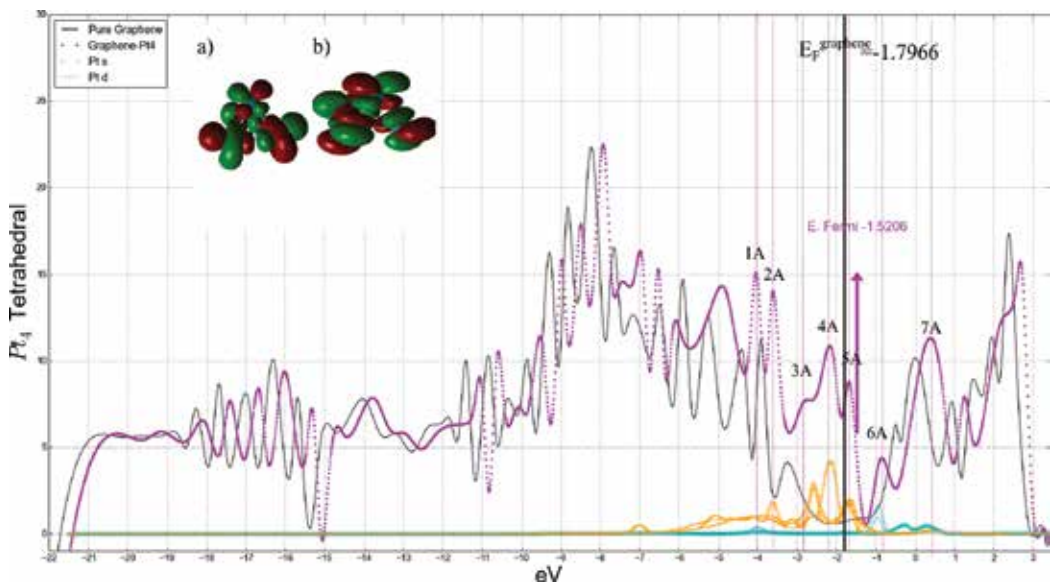 Pure Graphene
Graphene-Pt4
Pt s
Pt d
a)
b)
E_F^graphene=-1.7966
E. Fermi -1.5206
1A
2A
3A
4A
5A
6A
7A
Pt₄ Tetrahedral
30
25
20
15
10
5
0
-22 -21 -20 -19 -18 -17 -16 -15 -14 -13 -12 -11 -10 -9 -8 -7 -6 -5 -4 -3 -2 -1 0 1 2 3
eV